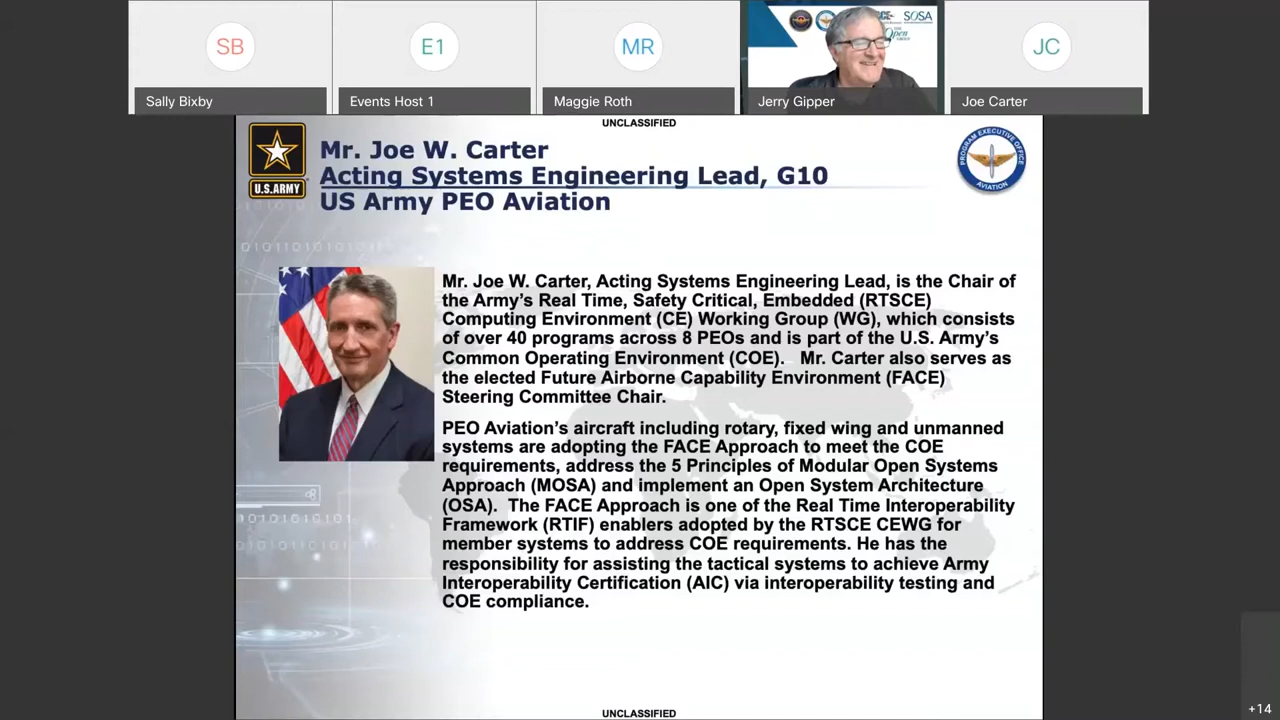 SB
E1
MR
JC
SOSA
THE
Open
GROUP
Sally Bixby
Events Host 1
Maggie Roth
Jerry Gipper
Joe Carter
UNCLASSIFIED
U.S.ARMY
Mr. Joe W. Carter
Acting Systems Engineering Lead, G10
US Army PEO Aviation
PROGRAM EXECUTIVE OFFICE
AVIATION
Mr. Joe W. Carter, Acting Systems Engineering Lead, is the Chair of
the Army's Real Time, Safety Critical, Embedded (RTSCE)
Computing Environment (CE) Working Group (WG), which consists
of over 40 programs across 8 PEOs and is part of the U.S. Army's
Common Operating Environment (COE). Mr. Carter also serves as
the elected Future Airborne Capability Environment (FACE)
Steering Committee Chair.
PEO Aviation's aircraft including rotary, fixed wing and unmanned
systems are adopting the FACE Approach to meet the COE
requirements, address the 5 Principles of Modular Open Systems
Approach (MOSA) and implement an Open System Architecture
(OSA). The FACE Approach is one of the Real Time Interoperability
Framework (RTIF) enablers adopted by the RTSCE CEWG for
member systems to address COE requirements. He has the
responsibility for assisting the tactical systems to achieve Army
Interoperability Certification (AIC) via interoperability testing and
COE compliance.
UNCLASSIFIED
+14